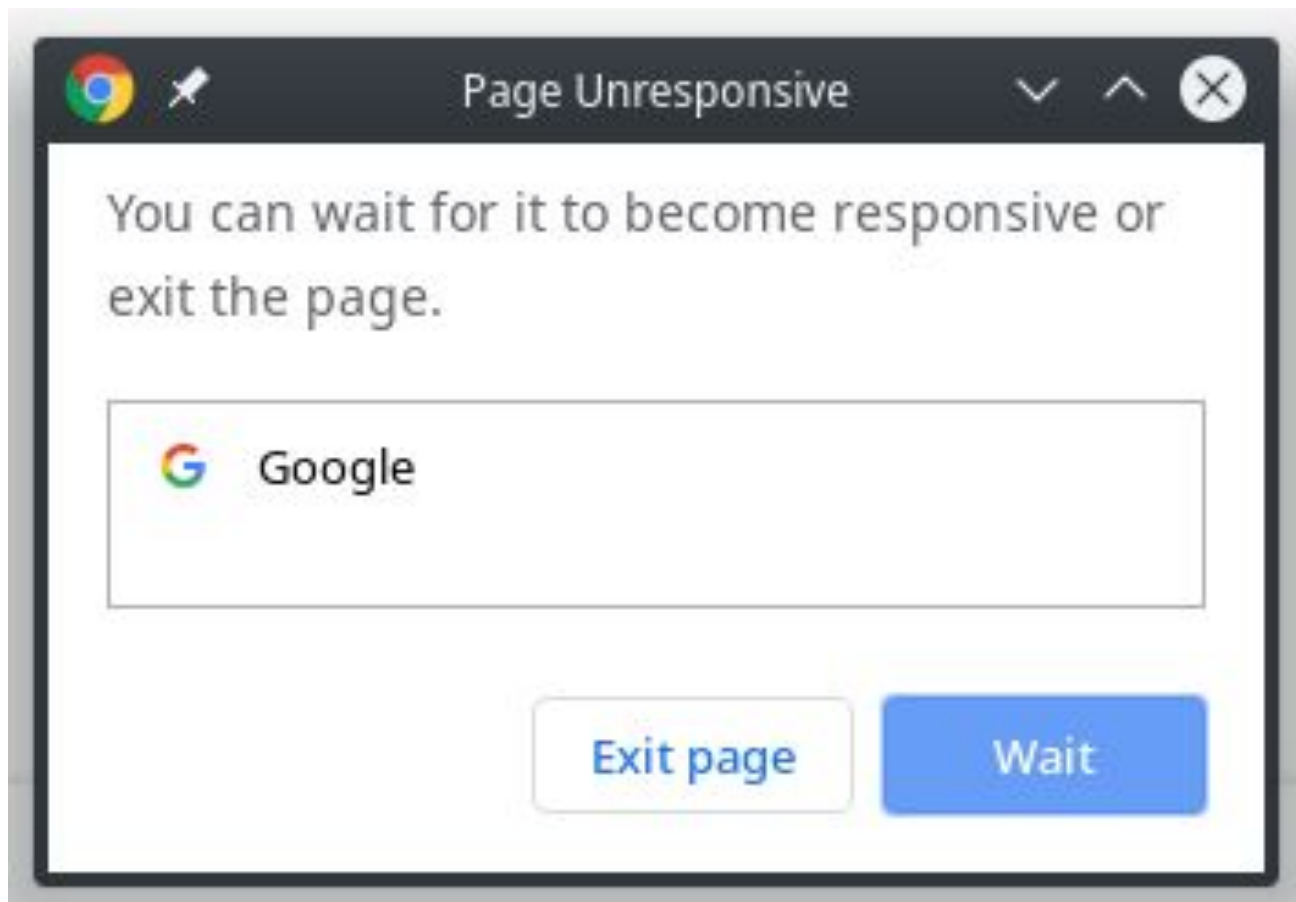 Page Unresponsive
You can wait for it to become responsive or
exit the page.
Google
Exit page
Wait